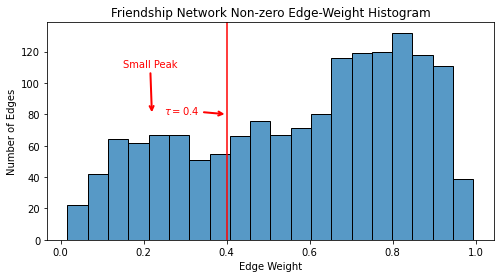 Friendship Network Non-zero Edge-Weight Histogram
Number of Edges
120
100
80
60
40
20
0
Small Peak
τ = 0.4
0.0 0.2 0.4 0.6 0.8 1.0
Edge Weight